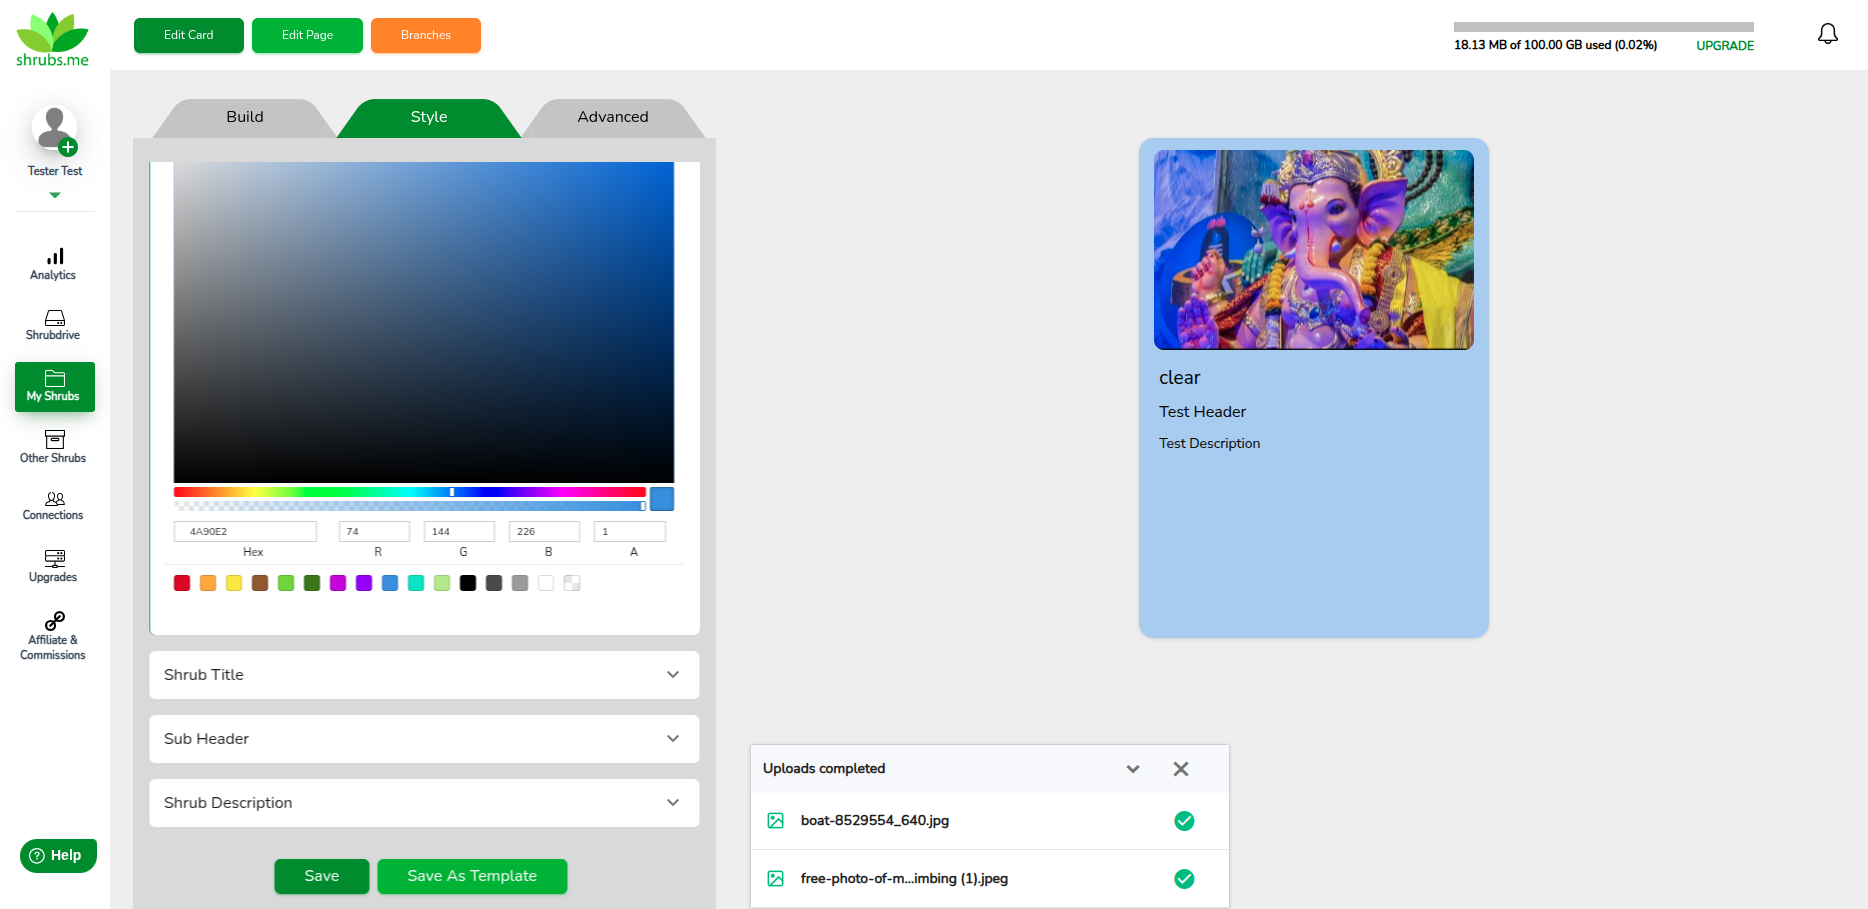 shrubs.me
Edit Card
Edit Page
Branches
18.13 MB of 100.00 GB used (0.02%)
UPGRADE
Tester Test
Analytics
Shrubdrive
My Shrubs
Other Shrubs
Connections
Upgrades
Affiliate &
Commissions
Help
Build
Style
Advanced
4A90E2
74
144
226
1
Hex
R
G
B
A
Shrub Title
Sub Header
Shrub Description
Save
Save As Template
clear
Test Header
Test Description
Uploads completed
boat-8529554_640.jpg
free-photo-of-m...imbing (1).jpeg